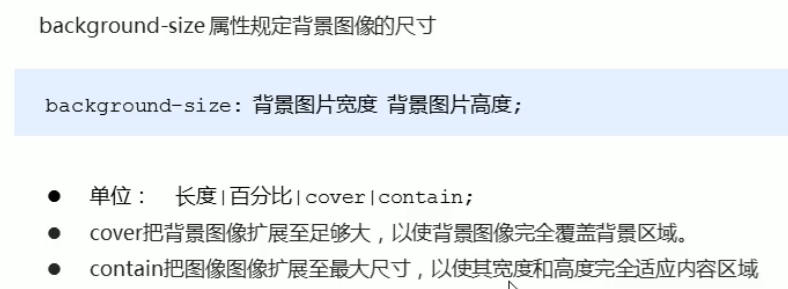 background-size 属性规定背景图像的尺寸
background-size: 背景图片宽度 背景图片高度;
● 单位： 长度|百分比|cover|contain;
● cover把背景图像扩展至足够大，以使背景图像完全覆盖背景区域。
● contain把图像图像扩展至最大尺寸，以使其宽度和高度完全适应内容区域